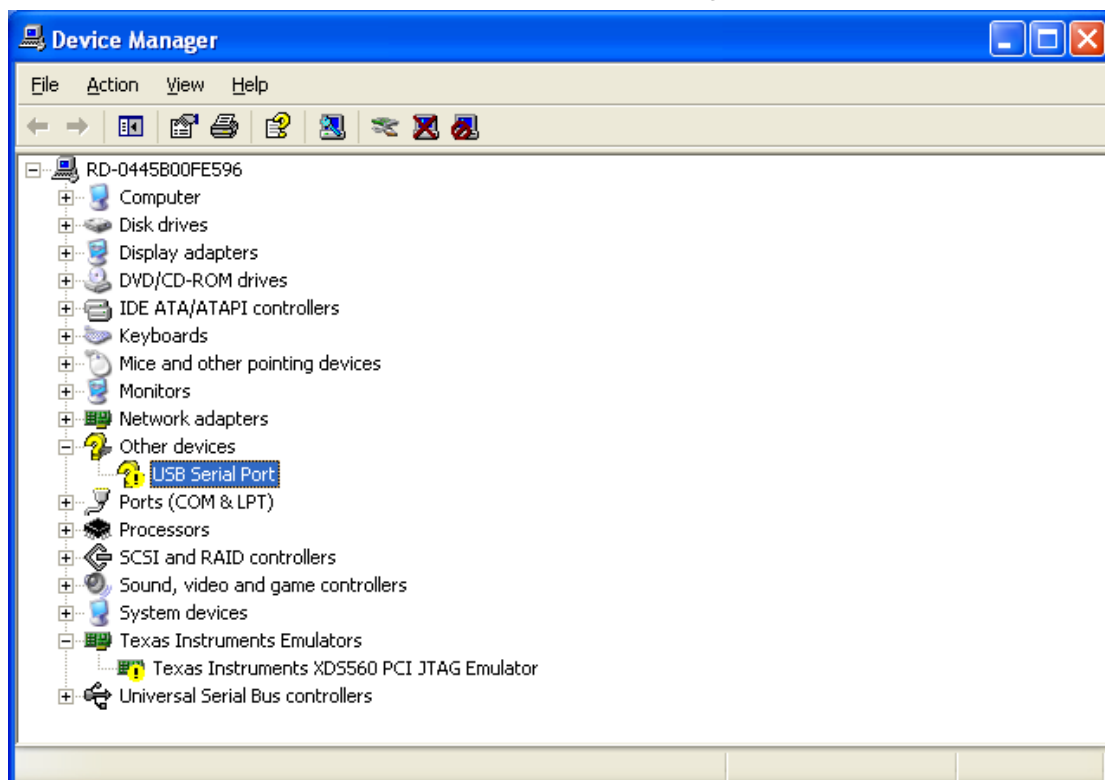 Device Manager
File Action View Help
RD-0445B00FE596
Computer
Disk drives
Display adapters
DVD/CD-ROM drives
IDE ATA/ATAPI controllers
Keyboards
Mice and other pointing devices
Monitors
Network adapters
Other devices
USB Serial Port
Ports (COM & LPT)
Processors
SCSI and RAID controllers
Sound, video and game controllers
System devices
Texas Instruments Emulators
Texas Instruments XDS560 PCI JTAG Emulator
Universal Serial Bus controllers